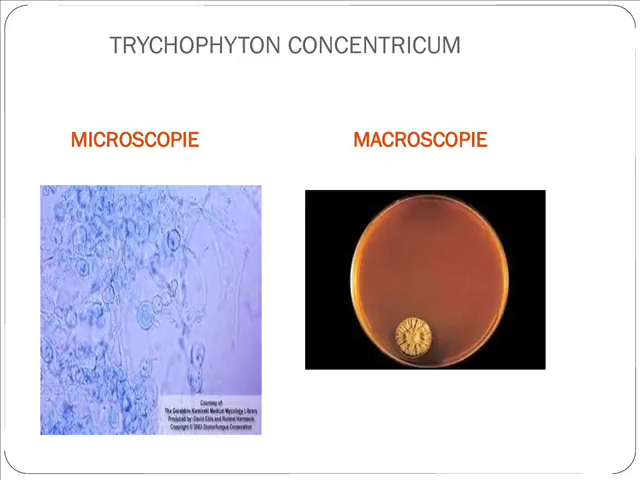 TRYCHOPHYTON CONCENTRICUM
MICROSCOPIE
MACROSCOPIE
Courtesy of
The Geraldine Kaminski Medical Mycology Library
Produced by: David Ellis and Roland Hermanis
Copyright © 2003 Doctorfungus Corporation